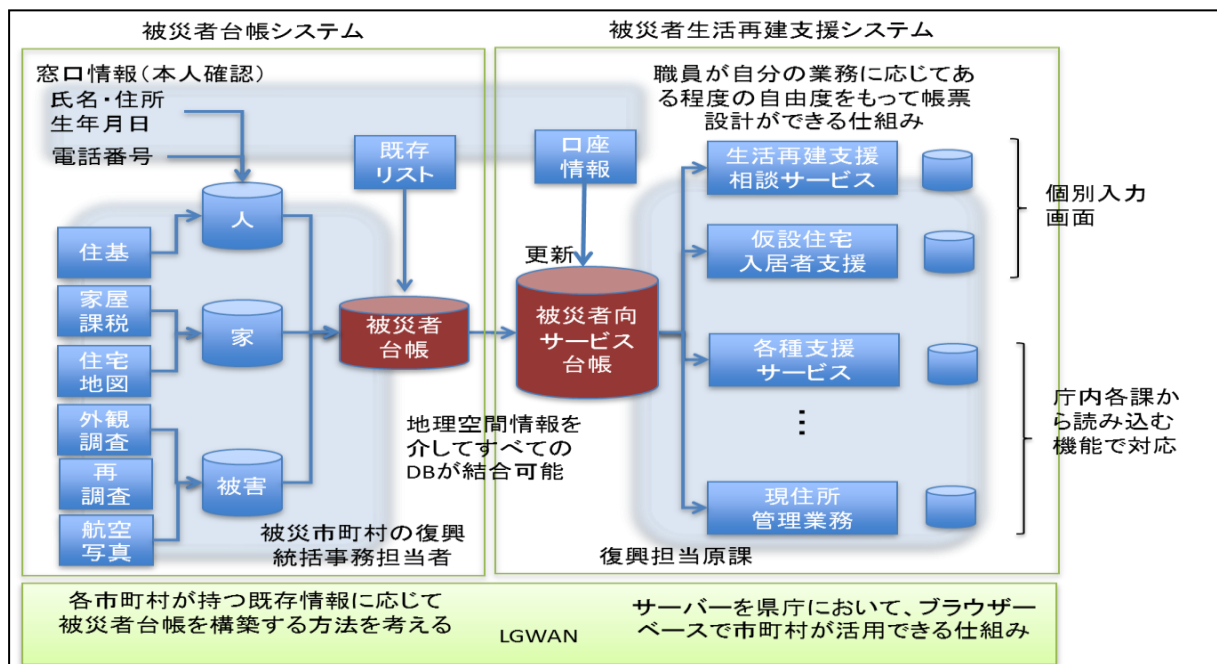 被災者台帳システム
窓口情報(本人確認)
氏名・住所
生年月日
電話番号
既存
リスト
人
住基
家屋
課税
家
住宅
地図
被災者
台帳
外観
調査
再
調査
被害
航空
写真
地理空間情報を
介してすべての
DBが結合可能
被災市町村の復興
統括事務担当者
被災者生活再建支援システム
職員が自分の業務に応じてあ
る程度の自由度をもって帳票
設計ができる仕組み
口座
情報
更新
被災者向
サービス
台帳
生活再建支援
相談サービス
仮設住宅
入居者支援
個別入力
画面
各種支援
サービス
⋮
現住所
管理業務
庁内各課か
ら読み込む
機能で対応
復興担当原課
各市町村が持つ既存情報に応じて
被災者台帳を構築する方法を考える
LGWAN
サーバーを県庁において、ブラウザー
ベースで市町村が活用できる仕組み